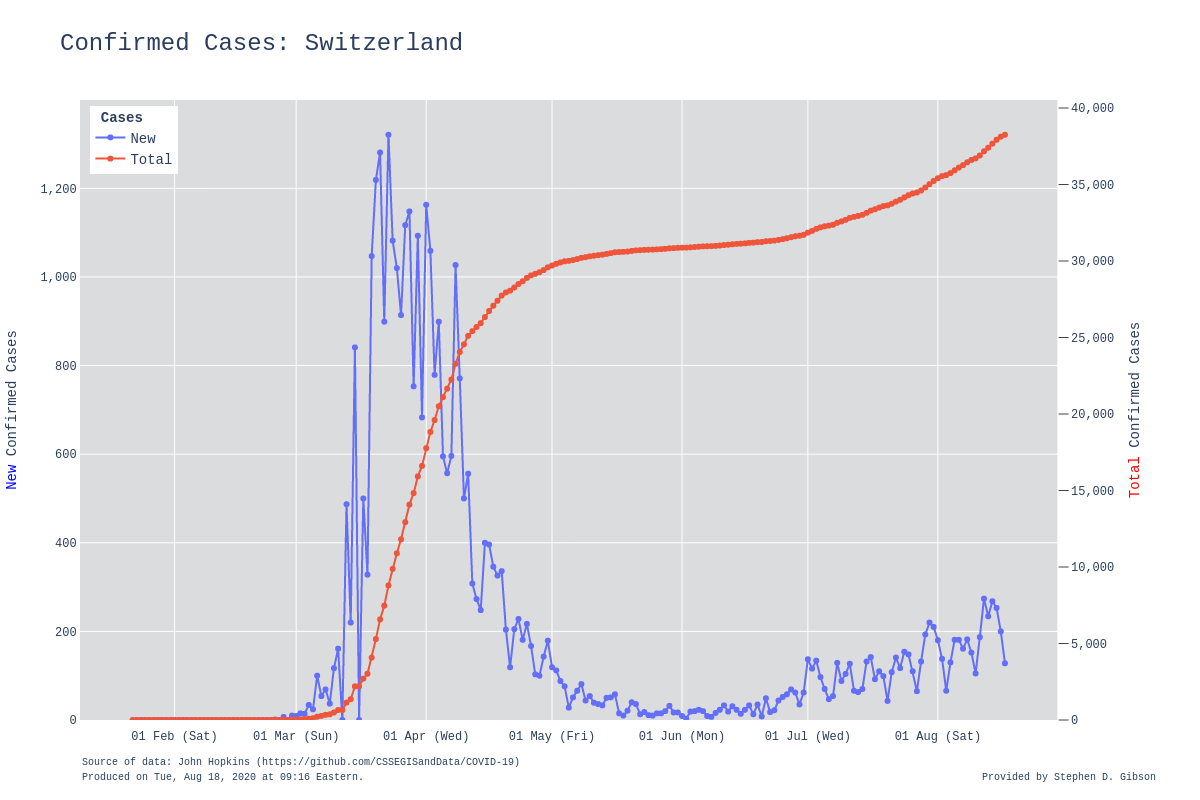 Confirmed Cases: Switzerland
Cases
New
Total
1,200
1,000
800
600
400
200
0
New Confirmed Cases
40,000
35,000
30,000
25,000
20,000
15,000
10,000
5,000
0
Total Confirmed Cases
01 Feb (Sat) 01 Mar (Sun) 01 Apr (Wed) 01 May (Fri) 01 Jun (Mon) 01 Jul (Wed) 01 Aug (Sat)
Source of data: John Hopkins (https://github.com/CSSEGISandData/COVID-19)
Produced on Tue, Aug 18, 2020 at 09:16 Eastern.
Provided by Stephen D. Gibson